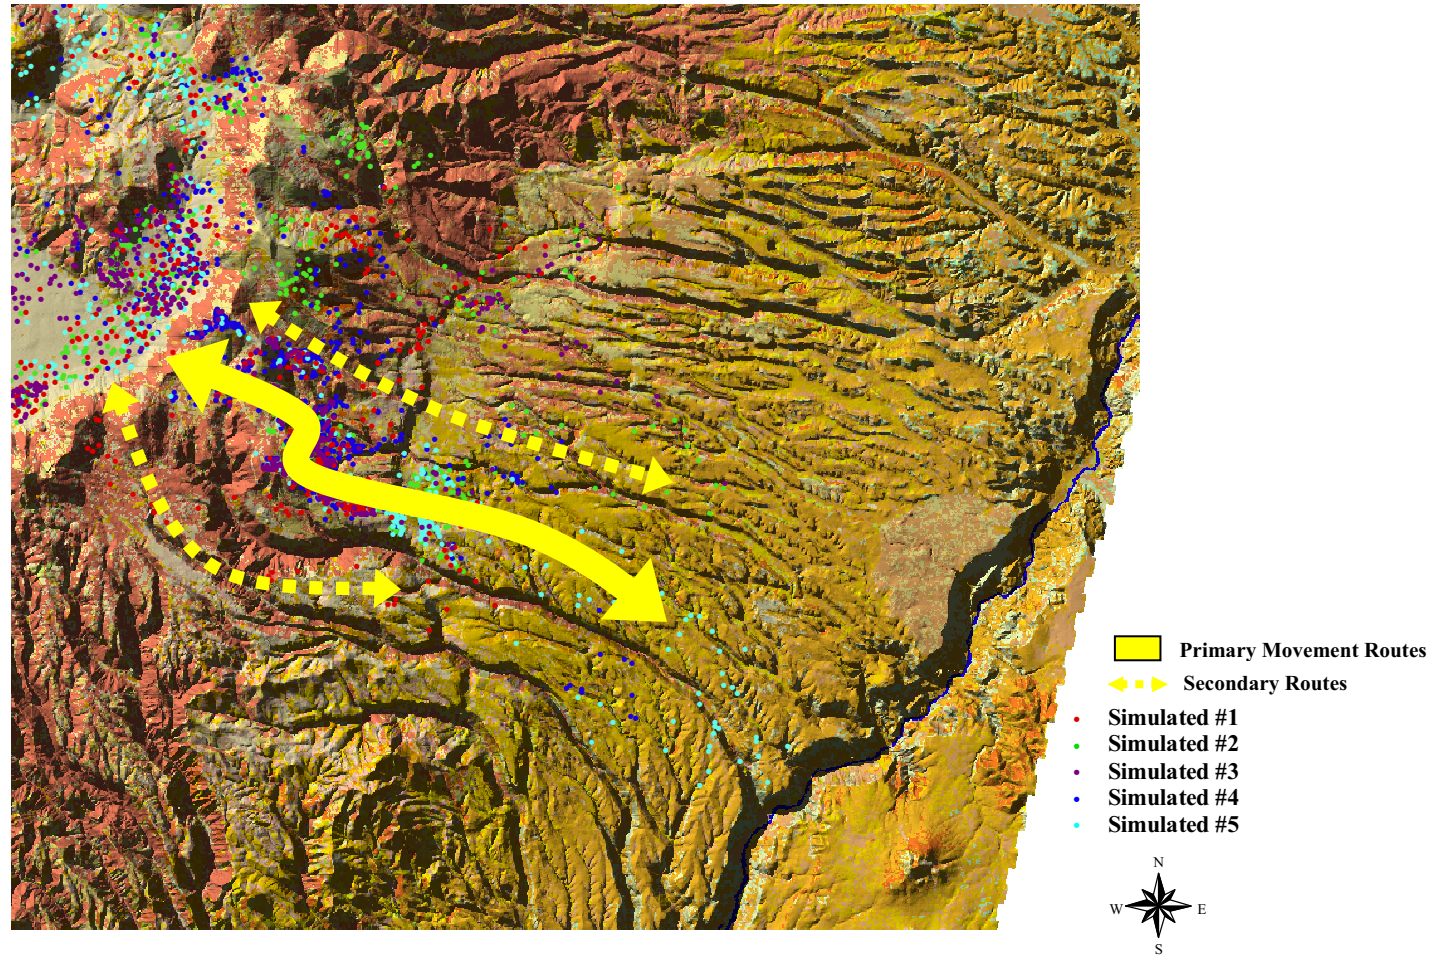 Primary Movement Routes
Secondary Routes
Simulated #1
Simulated #2
Simulated #3
Simulated #4
Simulated #5
N
W E
S